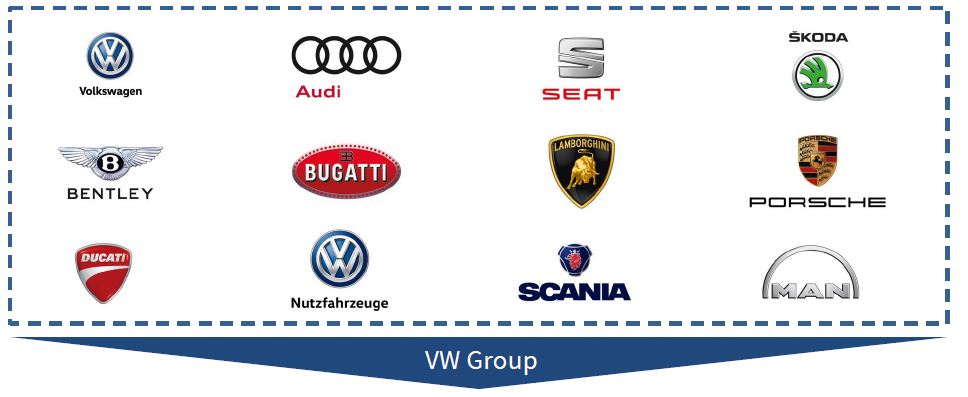 ŠKODA
Volkswagen
Audi
SEAT
BENTLEY
BUGATTI
LAMBORGHINI
PORSCHE
PORSCHE
DUCATI
Nutzfahrzeuge
SCANIA
MAN
VW Group